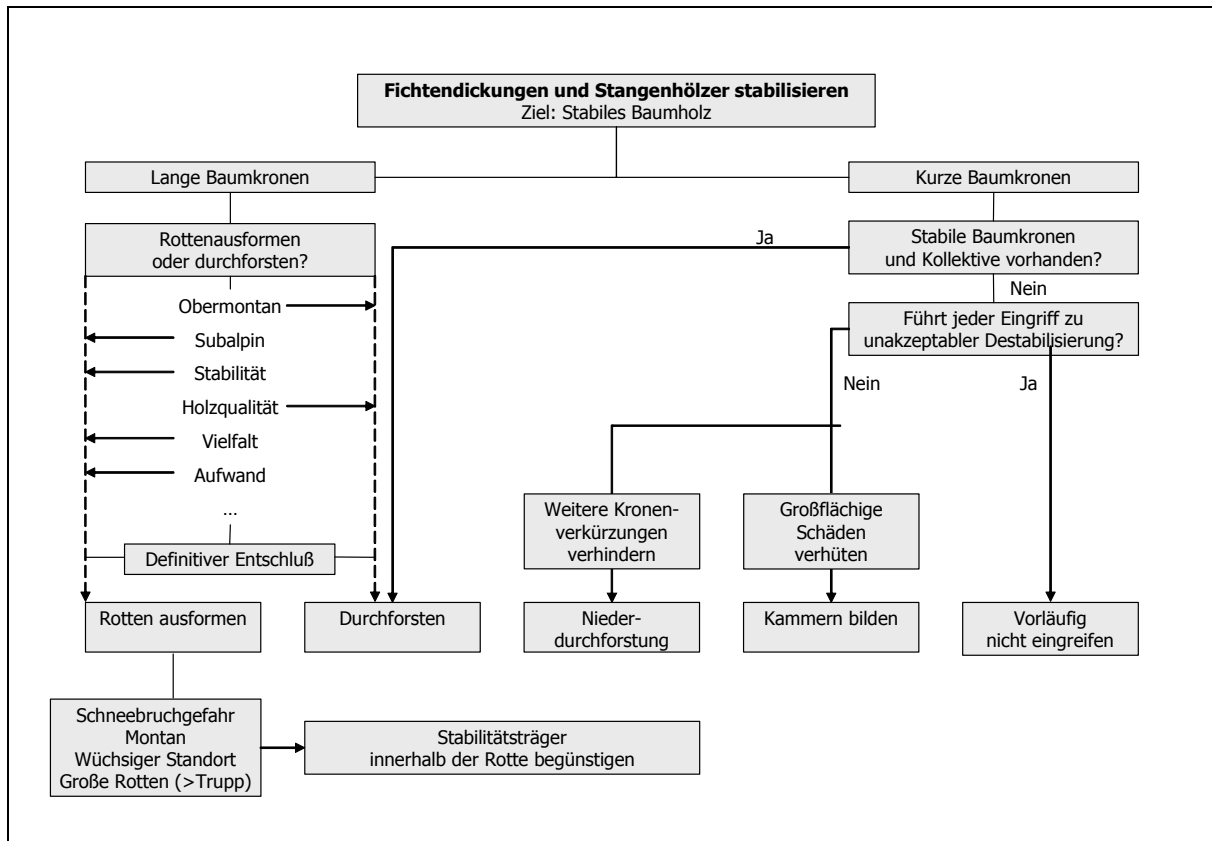 Fichtendickungen und Stangenhölzer stabilisieren
Ziel: Stabiles Baumholz
Lange Baumkronen
Kurze Baumkronen
Rottenausformen
oder durchforsten?
Ja
Stabile Baumkronen
und Kollektive vorhanden?
Nein
Obermontan
Subalpin
Stabilität
Holzqualität
Vielfalt
Aufwand
...
Definitiver Entschluß
Führt jeder Eingriff zu
unakzeptabler Destabilisierung?
Nein
Ja
Weitere Kronen-
verkürzungen
verhindern
Großflächige
Schäden
verhüten
Rotten ausformen
Durchforsten
Nieder-
durchforstung
Kammern bilden
Vorläufig
nicht eingreifen
Schneebruchgefahr
Montan
Wüchsiger Standort
Große Rotten (>Trupp)
Stabilitätsträger
innerhalb der Rotte begünstigen